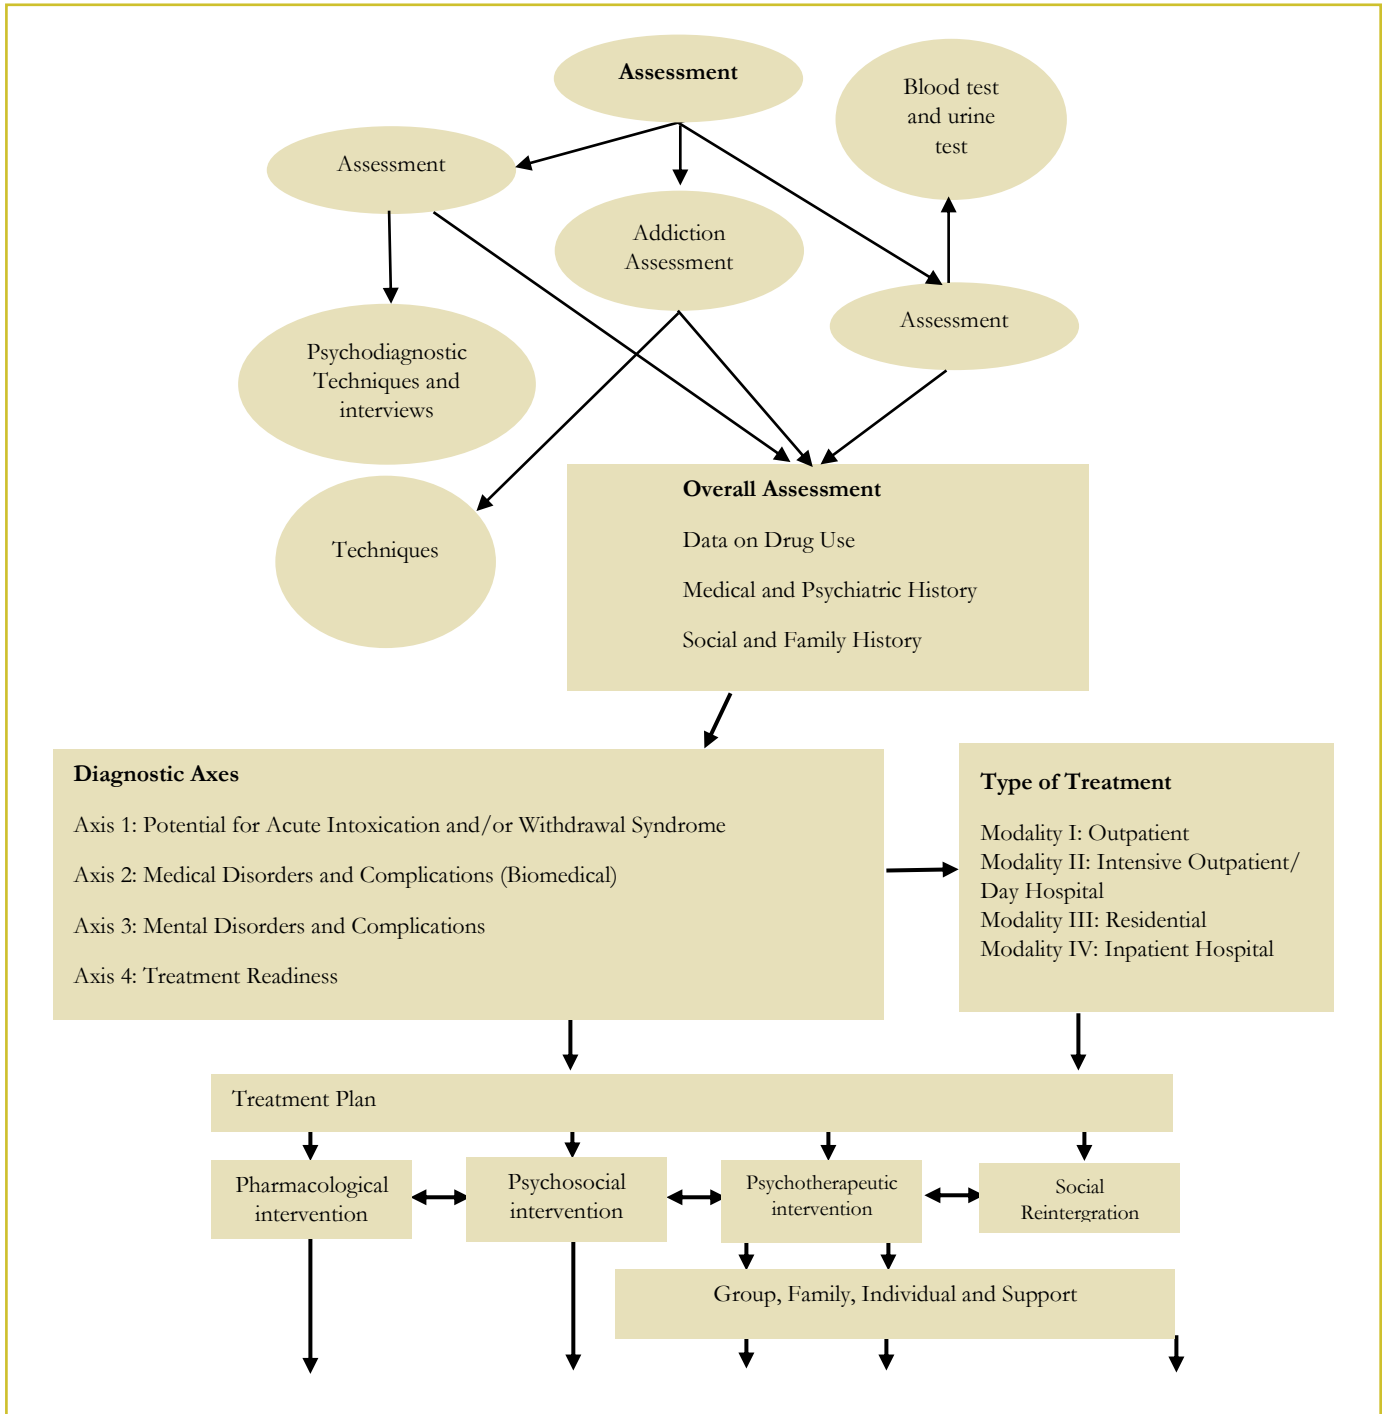 Assessment
Blood test
and urine
test
Assessment
Addiction
Assessment
Assessment
Psychodiagnostic
Techniques and
interviews
Techniques
Overall Assessment
Data on Drug Use
Medical and Psychiatric History
Social and Family History
Diagnostic Axes
Axis 1: Potential for Acute Intoxication and/or Withdrawal Syndrome
Axis 2: Medical Disorders and Complications (Biomedical)
Axis 3: Mental Disorders and Complications
Axis 4: Treatment Readiness
Type of Treatment
Modality I: Outpatient
Modality II: Intensive Outpatient/
Day Hospital
Modality III: Residential
Modality IV: Inpatient Hospital
Treatment Plan
Pharmacological
intervention
Psychosocial
intervention
Psychotherapeutic
intervention
Social
Reintergration
Group, Family, Individual and Support